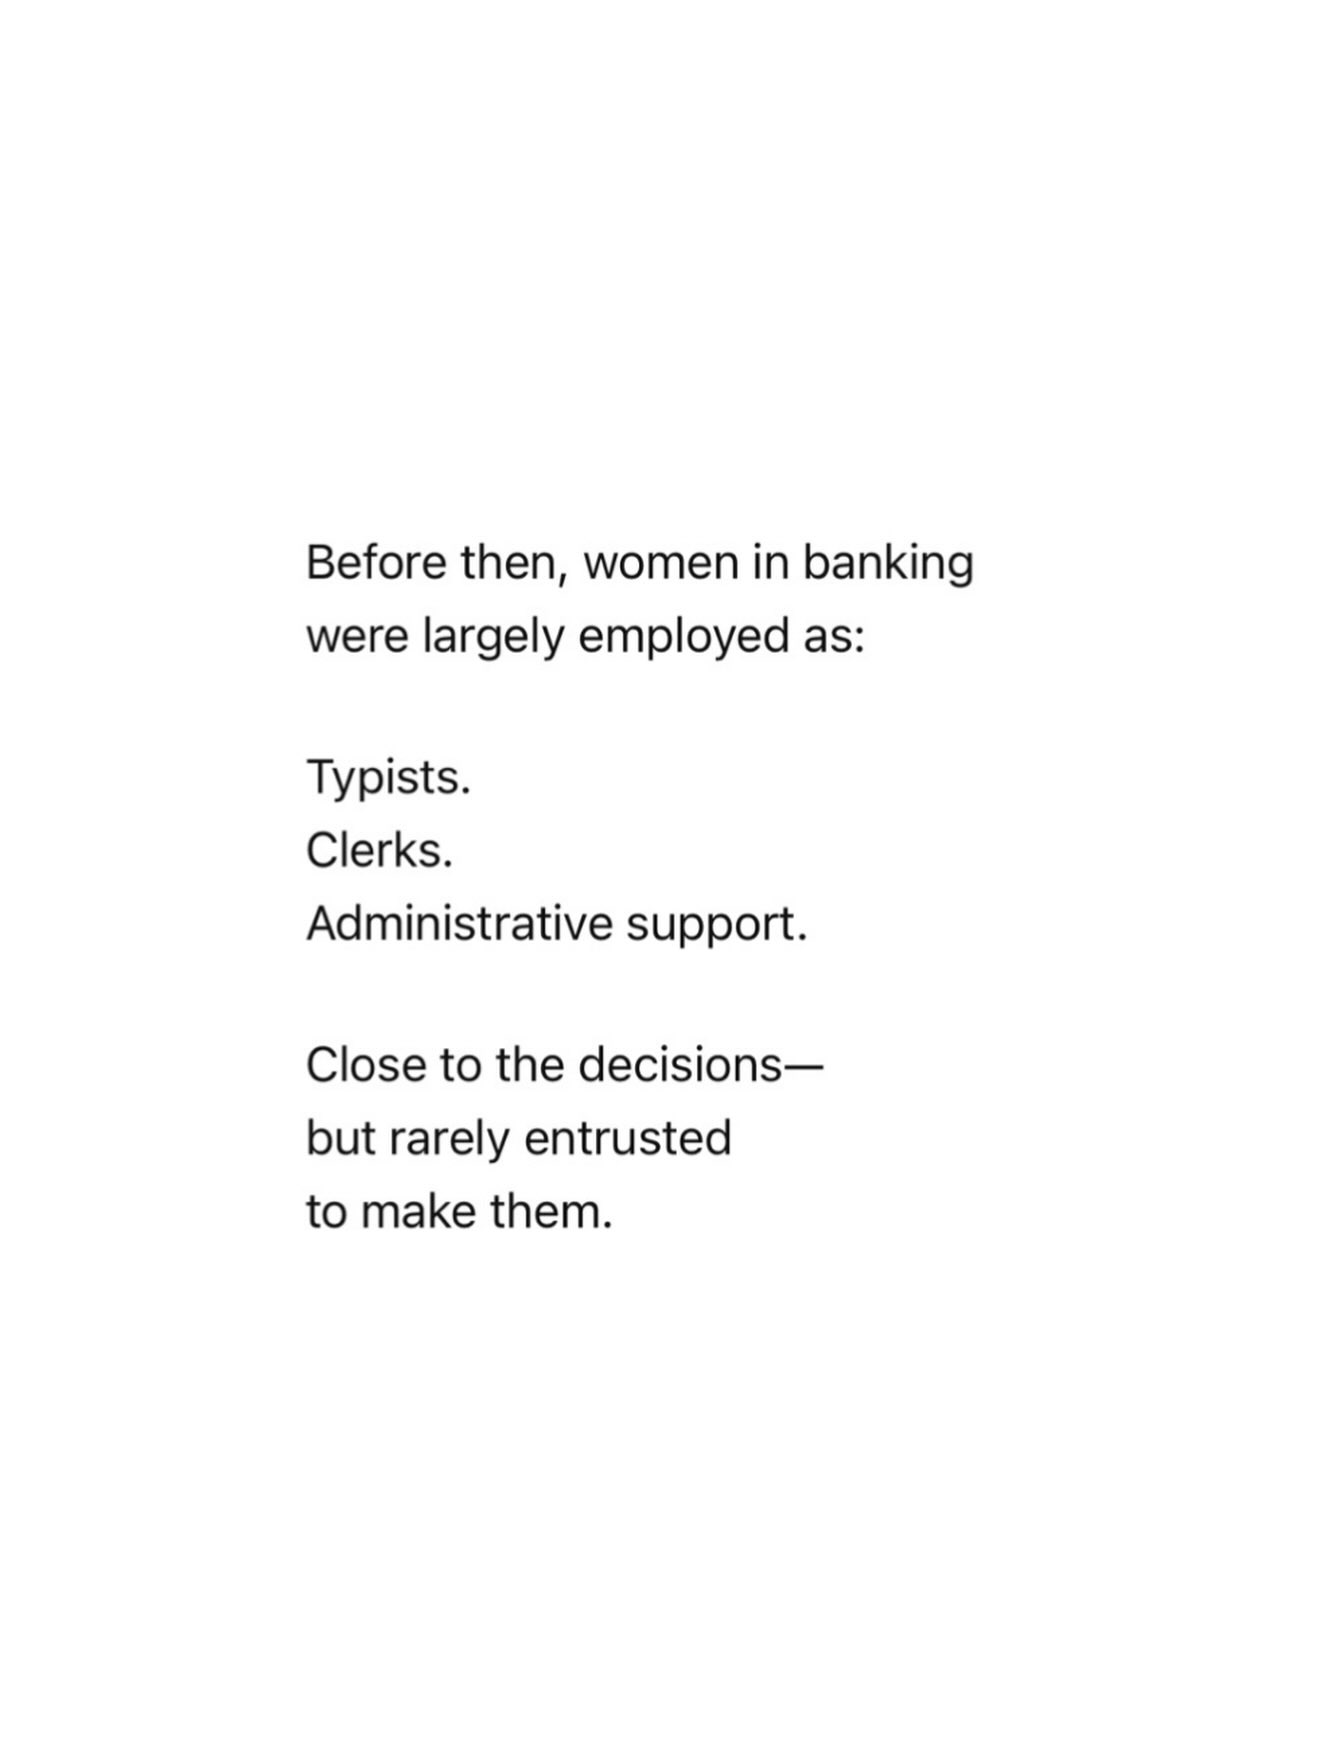 Before then, women in banking
were largely employed as:
Typists.
Clerks.
Administrative support.
Close to the decisions—
but rarely entrusted
to make them.